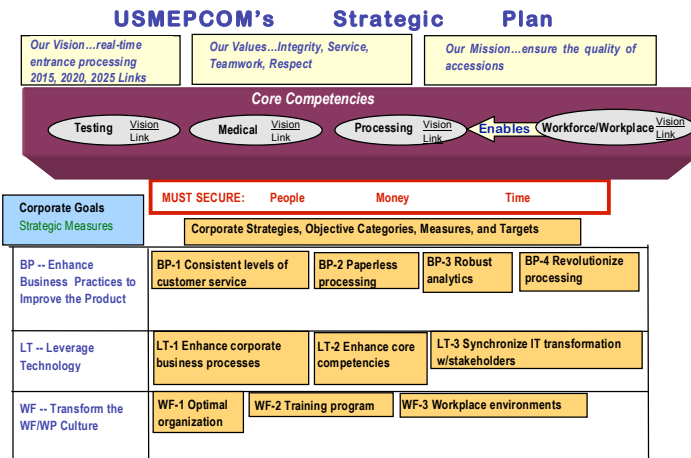 USMEPCOM's Strategic Plan
Our Vision…real-time
entrance processing
2015, 2020, 2025 Links
Our Values…Integrity, Service,
Teamwork, Respect
Our Mission…ensure the quality of
accessions
Core Competencies
Testing
Vision
Link
Medical
Vision
Link
Processing
Vision
Link
Enables
Workforce/Workplace
Vision
Link
Corporate Goals
Strategic Measures
MUST SECURE: People Money Time
Corporate Strategies, Objective Categories, Measures, and Targets
BP -- Enhance
Business Practices to
Improve the Product
BP-1 Consistent levels of
customer service
BP-2 Paperless
processing
BP-3 Robust
analytics
BP-4 Revolutionize
processing
LT -- Leverage
Technology
LT-1 Enhance corporate
business processes
LT-2 Enhance core
competencies
LT-3 Synchronize IT transformation
w/stakeholders
WF -- Transform the
WF/WP Culture
WF-1 Optimal
organization
WF-2 Training program
WF-3 Workplace environments